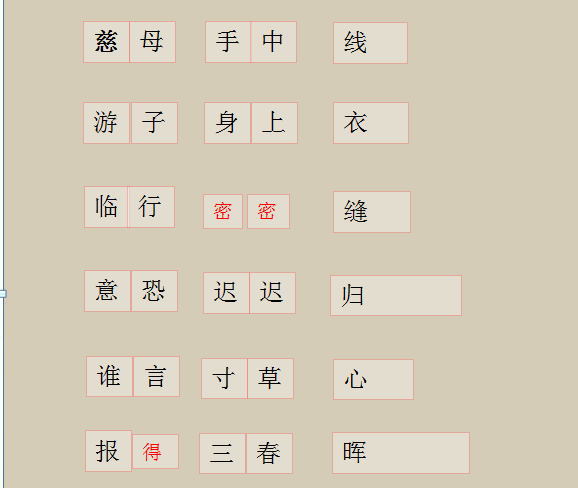 慈母手中线
游子身上衣
临行密密缝
意恐迟迟归
谁言寸草心
报得三春晖